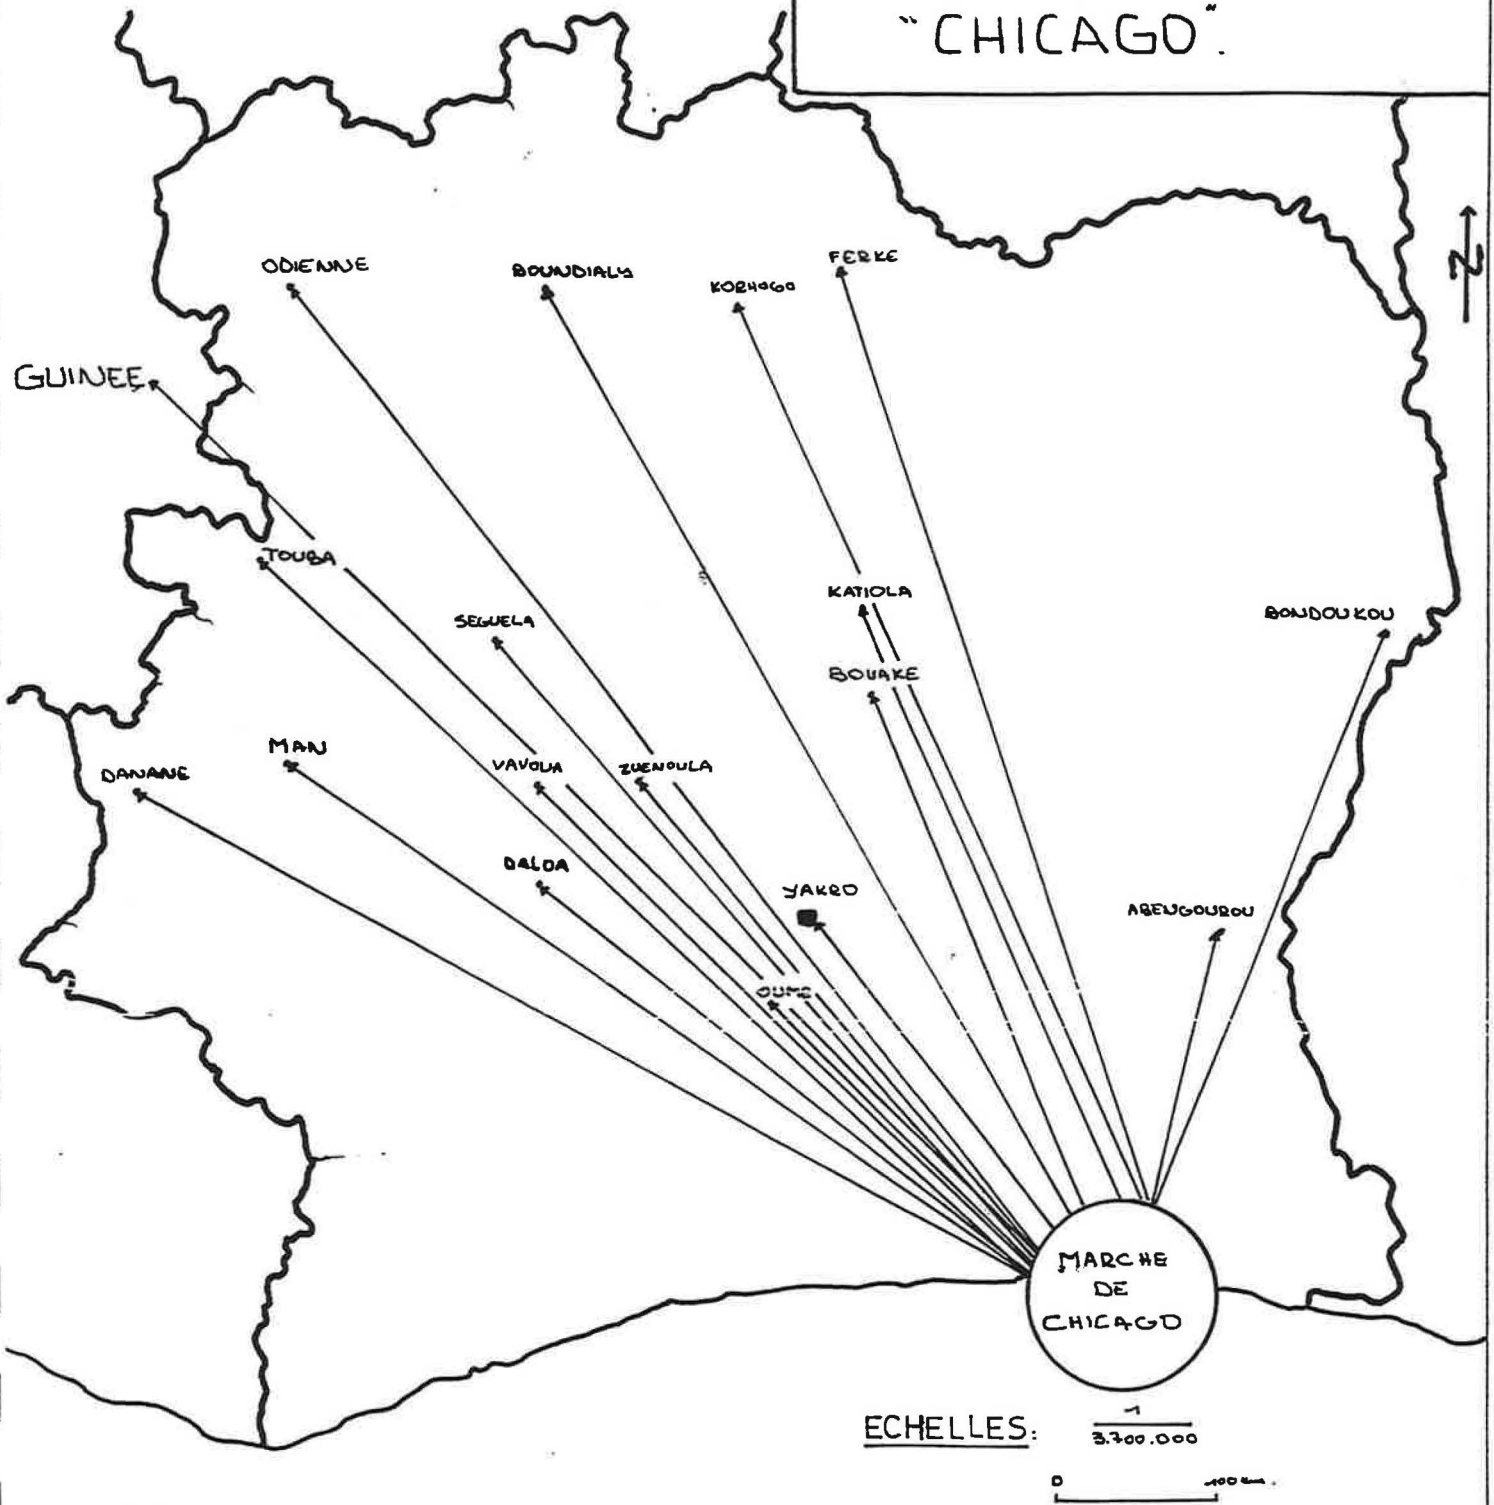 "CHICAGO".
N
ODIENNE
BOUNDIALY
KORHOGO
FERKE
GUINEE
TOUBA
SEGUELA
KATIOLA
BONDOUKOU
BOUAKE
MAN
DANANE
VAVOUA
ZUENOULA
DALOA
YAKRO
ABENGOUROU
OUME
MARCHE
DE
CHICAGO
ECHELLES: 1
3.700.000
0 100 km.